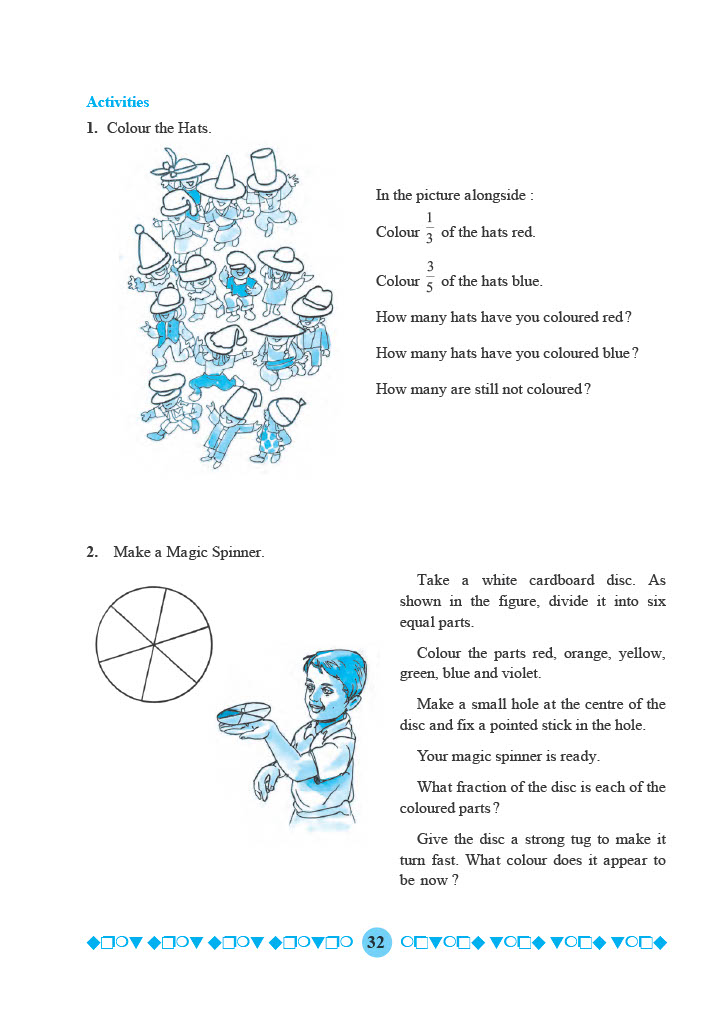 Activities
1. Colour the Hats.
In the picture alongside :
Colour 1/3 of the hats red.
Colour 3/5 of the hats blue.
How many hats have you coloured red?
How many hats have you coloured blue?
How many are still not coloured?
2. Make a Magic Spinner.
Take a white cardboard disc. As
shown in the figure, divide it into six
equal parts.
Colour the parts red, orange, yellow,
green, blue and violet.
Make a small hole at the centre of the
disc and fix a pointed stick in the hole.
Your magic spinner is ready.
What fraction of the disc is each of the
coloured parts?
Give the disc a strong tug to make it
turn fast. What colour does it appear to
be now ?
32